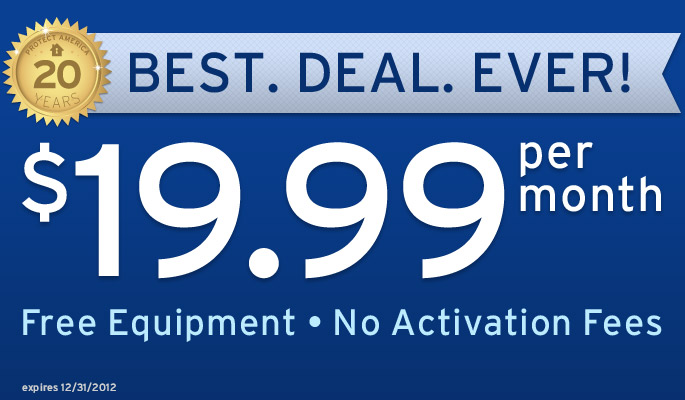 PROTECT AMERICA
20
YEARS
BEST. DEAL. EVER!
$19.99 per
month
Free Equipment • No Activation Fees
expires 12/31/2012